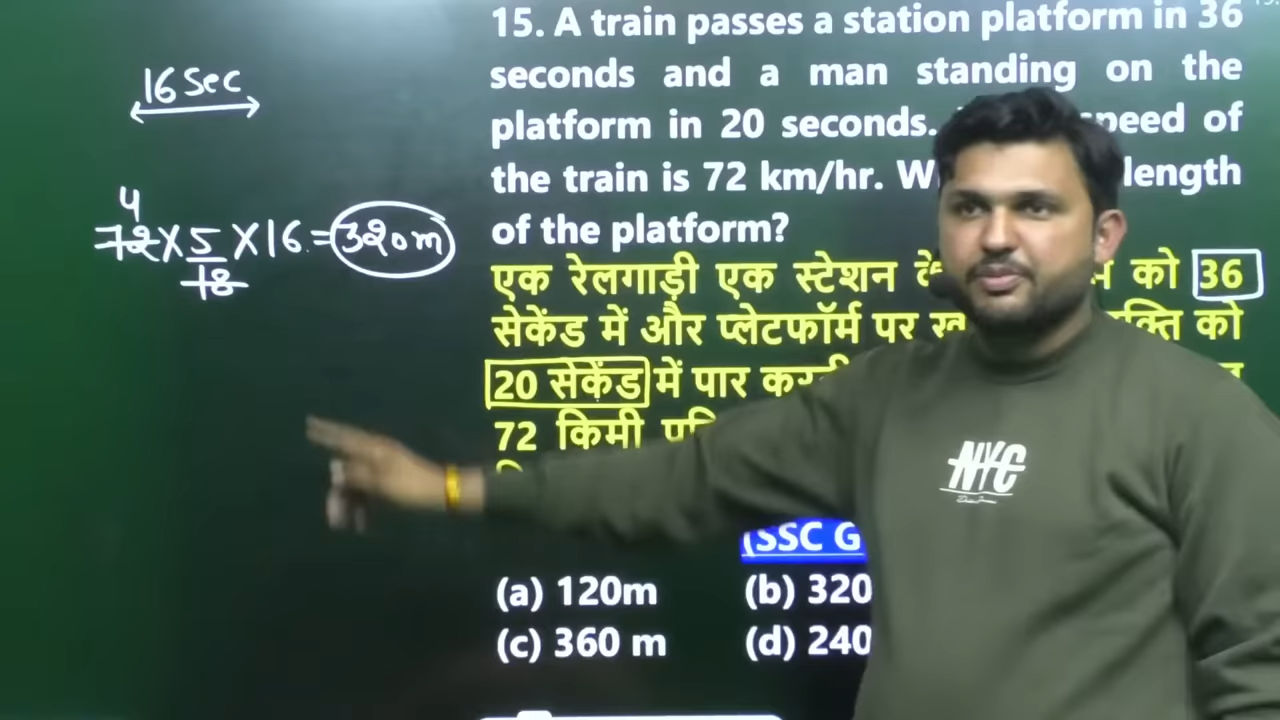 16 Sec
4
72 × 5/18 × 16 = 320m
15. A train passes a station platform in 36
seconds and a man standing on the
platform in 20 seconds. speed of
the train is 72 km/hr. length
of the platform?
एक रेलगाड़ी एक स्टेशन को 36
सेकेंड में और प्लेटफॉर्म पर को
20 सेकेंड में पार
72 किमी
NYC
(SSC G
(a) 120m (b) 320
(c) 360 m (d) 240